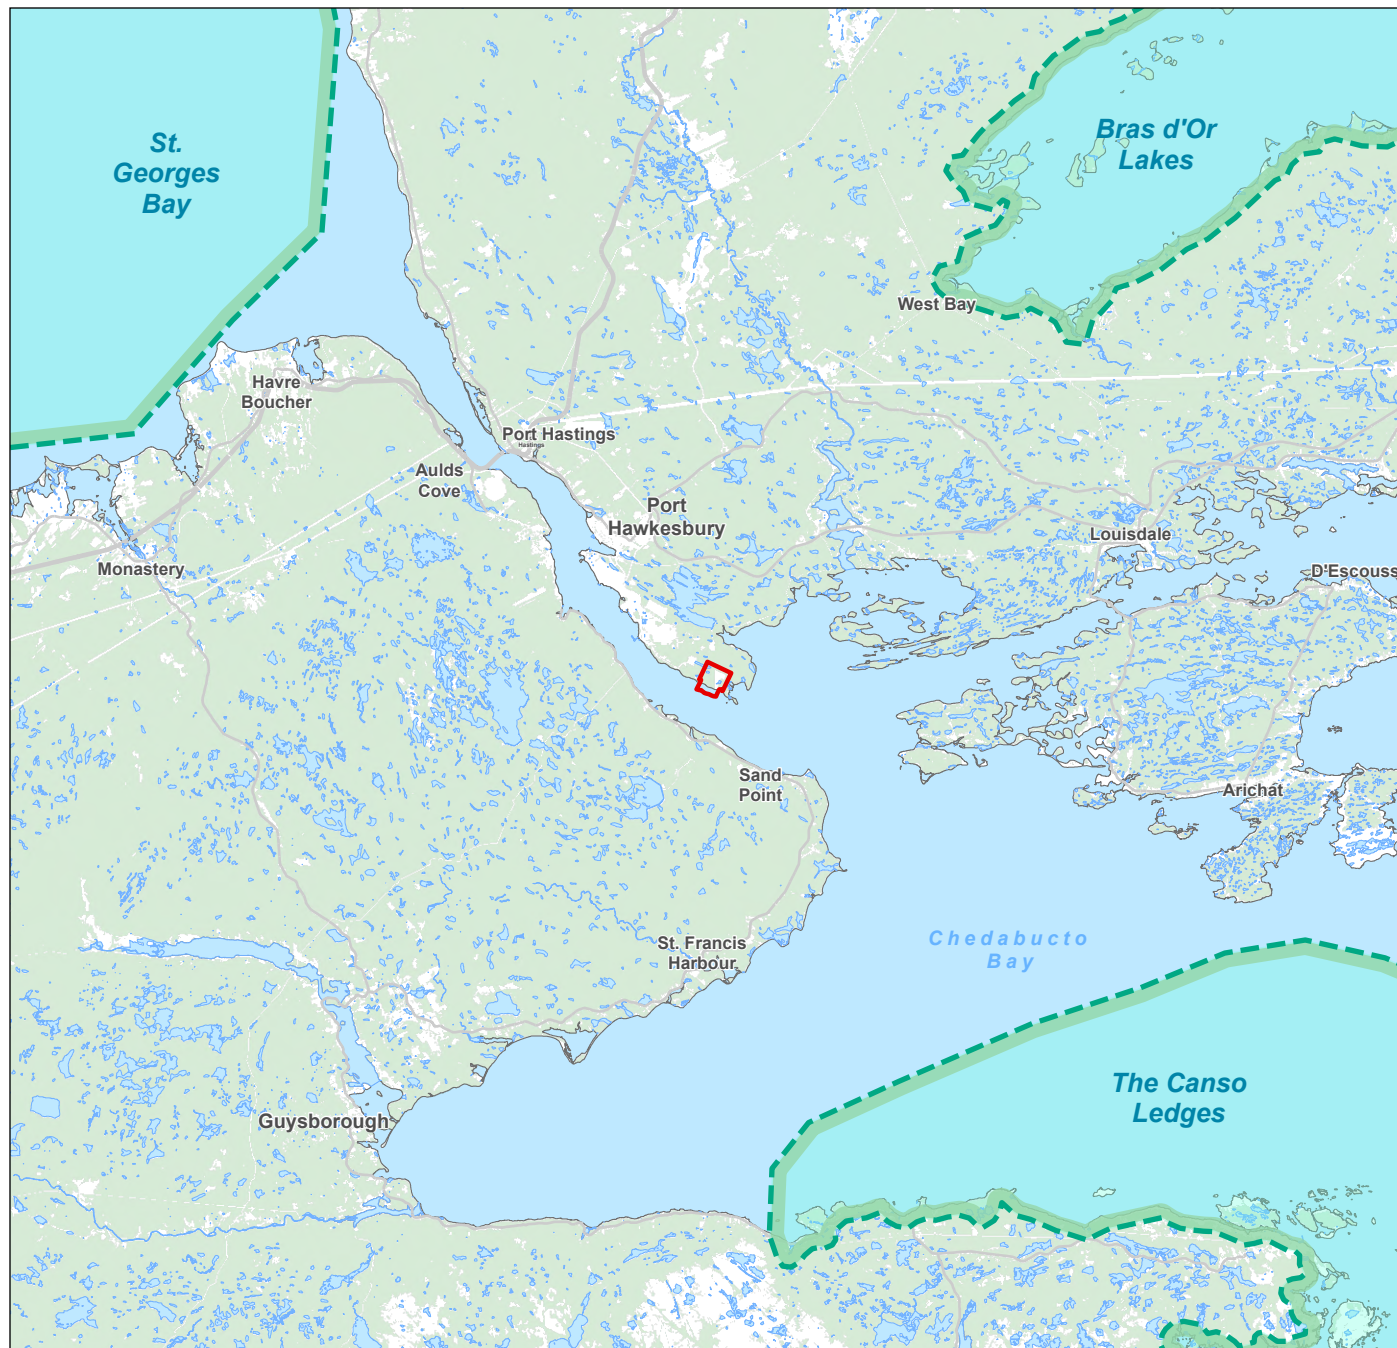 St.
Georges
Bay
Bras d'Or
Lakes
West Bay
Havre
Boucher
Port Hastings
Hastings
Aulds
Cove
Port
Hawkesbury
Louisdale
Monastery
D'Escouss
Sand
Point
Arichat
St. Francis
Harbour
Chedabucto
Bay
The Canso
Ledges
Guysborough